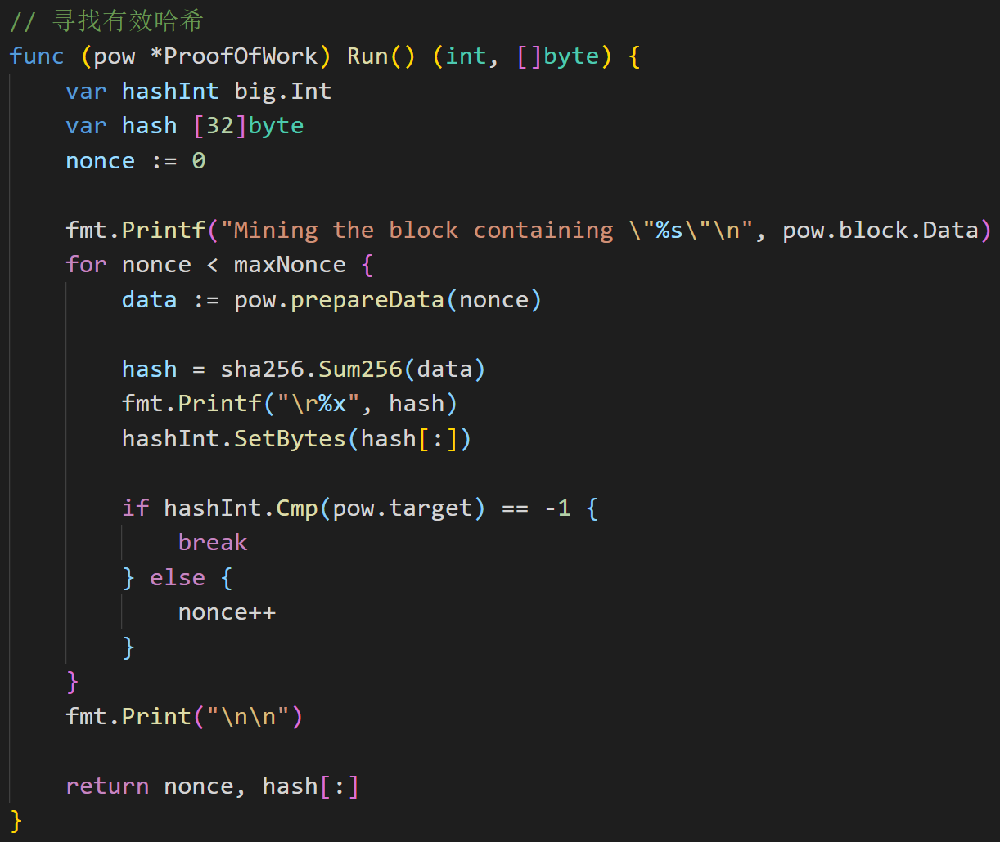 // 寻找有效哈希
func (pow *ProofOfWork) Run() (int, []byte) {
    var hashInt big.Int
    var hash [32]byte
    nonce := 0

    fmt.Printf("Mining the block containing \"%s\"\n", pow.block.Data)
    for nonce < maxNonce {
        data := pow.prepareData(nonce)

        hash = sha256.Sum256(data)
        fmt.Printf("\r%x", hash)
        hashInt.SetBytes(hash[:])

        if hashInt.Cmp(pow.target) == -1 {
            break
        } else {
            nonce++
        }
    }
    fmt.Print("\n\n")

    return nonce, hash[:]
}